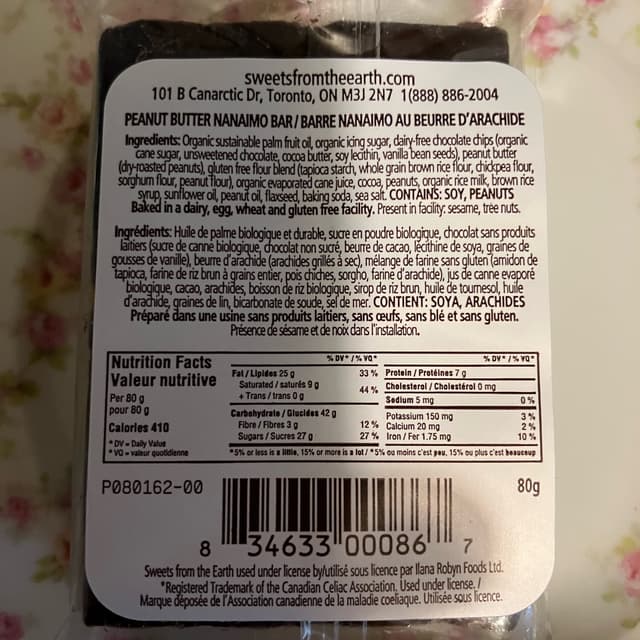 sweetsfromtheearth.com
101 B Canarctic Dr, Toronto, ON M3J 2N7 1(888) 886-2004
PEANUT BUTTER NANAIMO BAR / BARRE NANAIMO AU BEURRE D'ARACHIDE
Ingredients: Organic sustainable palm fruit oil, organic icing sugar, dairy-free chocolate chips (organic
cane sugar, unsweetened chocolate, cocoa butter, soy lecithin, vanilla bean seeds), peanut butter
(dry-roasted peanuts), gluten free flour blend (tapioca starch, whole grain brown rice flour, chickpea flour,
sorghum flour, peanut flour), organic evaporated cane juice, cocoa, peanuts, organic rice milk, brown rice
syrup, sunflower oil, peanut oil, flaxseed, baking soda, sea salt. CONTAINS: SOY, PEANUTS
Baked in a dairy, egg, wheat and gluten free facility. Present in facility: sesame, tree nuts.
Ingrédients: Huile de palme biologique et durable, sucre en poudre biologique, chocolat sans produits
laitiers (sucre de canne biologique, chocolat non sucré, beurre de cacao, lécithine de soya, graines de
gousses de vanille), beurre d'arachide (arachides grillés à sec), mélange de farine sans gluten (amidon de
tapioca, farine de riz brun à grains entier, pois chiches, sorgho, farine d'arachide), jus de canne evaporé
biologique, cacao, arachides, boisson de riz biologique, sirop de riz brun, huile de tournesol, huile
d'arachide, graines de lin, bicarbonate de soude, sel de mer. CONTIENT: SOYA, ARACHIDES
Préparé dans une usine sans produits laitiers, sans œufs, sans blé et sans gluten.
Présence de sésame et de noix dans l'installation.
Nutrition Facts
Valeur nutritive
Per 80 g
pour 80 g
Calories 410
* DV = Daily Value
* VQ = valeur quotidienne
% DV* / % VQ*
Fat / Lipides 25 g 33 %
Saturated / saturés 9 g
+ Trans / trans 0 g 44 %
Carbohydrate / Glucides 42 g
Fibre / Fibres 3 g 12 %
Sugars / Sucres 27 g 27 %
% DV* / % VQ*
Protein / Protéines 7 g
Cholesterol / Cholestérol 0 mg
Sodium 5 mg 0 %
Potassium 150 mg 3 %
Calcium 20 mg 2 %
Iron / Fer 1.75 mg 10 %
*5% or less is a little, 15% or more is a lot / *5% ou moins c'est peu, 15% ou plus c'est beaucoup
P080162-00
80g
8 34633 00086 7
Sweets from the Earth used under license by/utilisé sous licence par Ilana Robyn Foods Ltd.
*Registered Trademark of the Canadian Celiac Association. Used under license. /
Marque déposée de l'Association canadienne de la maladie coeliaque. Utilisée sous licence.